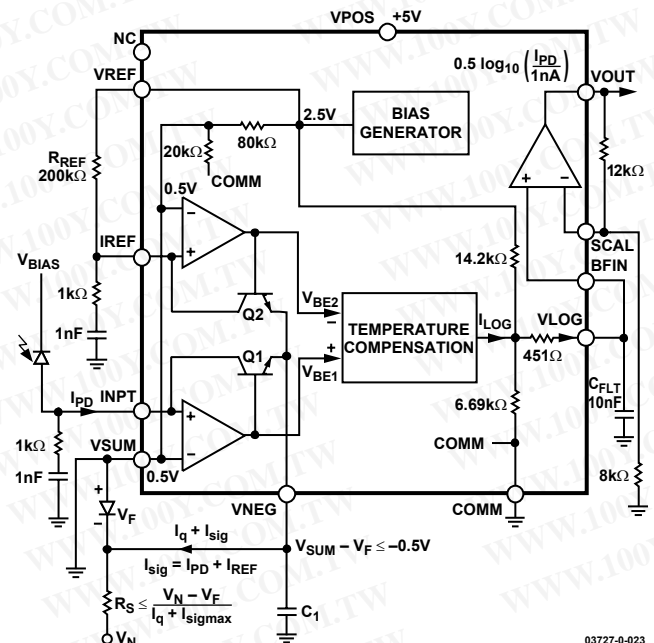 VPOS
+5V
NC
VREF
0.5 log10 (IPD/1nA)
VOUT
2.5V
BIAS
GENERATOR
80kΩ
20kΩ
COMM
RREF
200kΩ
0.5V
12kΩ
IREF
SCAL
BFIN
VBIAS
14.2kΩ
1kΩ
1nF
Q2
VBE2
TEMPERATURE
COMPENSATION
ILOG
VLOG
451Ω
Q1
VBE1
CFLT
10nF
IPD
INPT
6.69kΩ
1kΩ
VSUM
0.5V
COMM
1nF
8kΩ
VNEG
COMM
VF
Iq + Isig
Isig = IPD + IREF
VSUM – VF ≤ –0.5V
RS ≤ (VN – VF)/(Iq + Isigmax)
C1
VN
03727-0-023
WWW.100Y.COM.TW